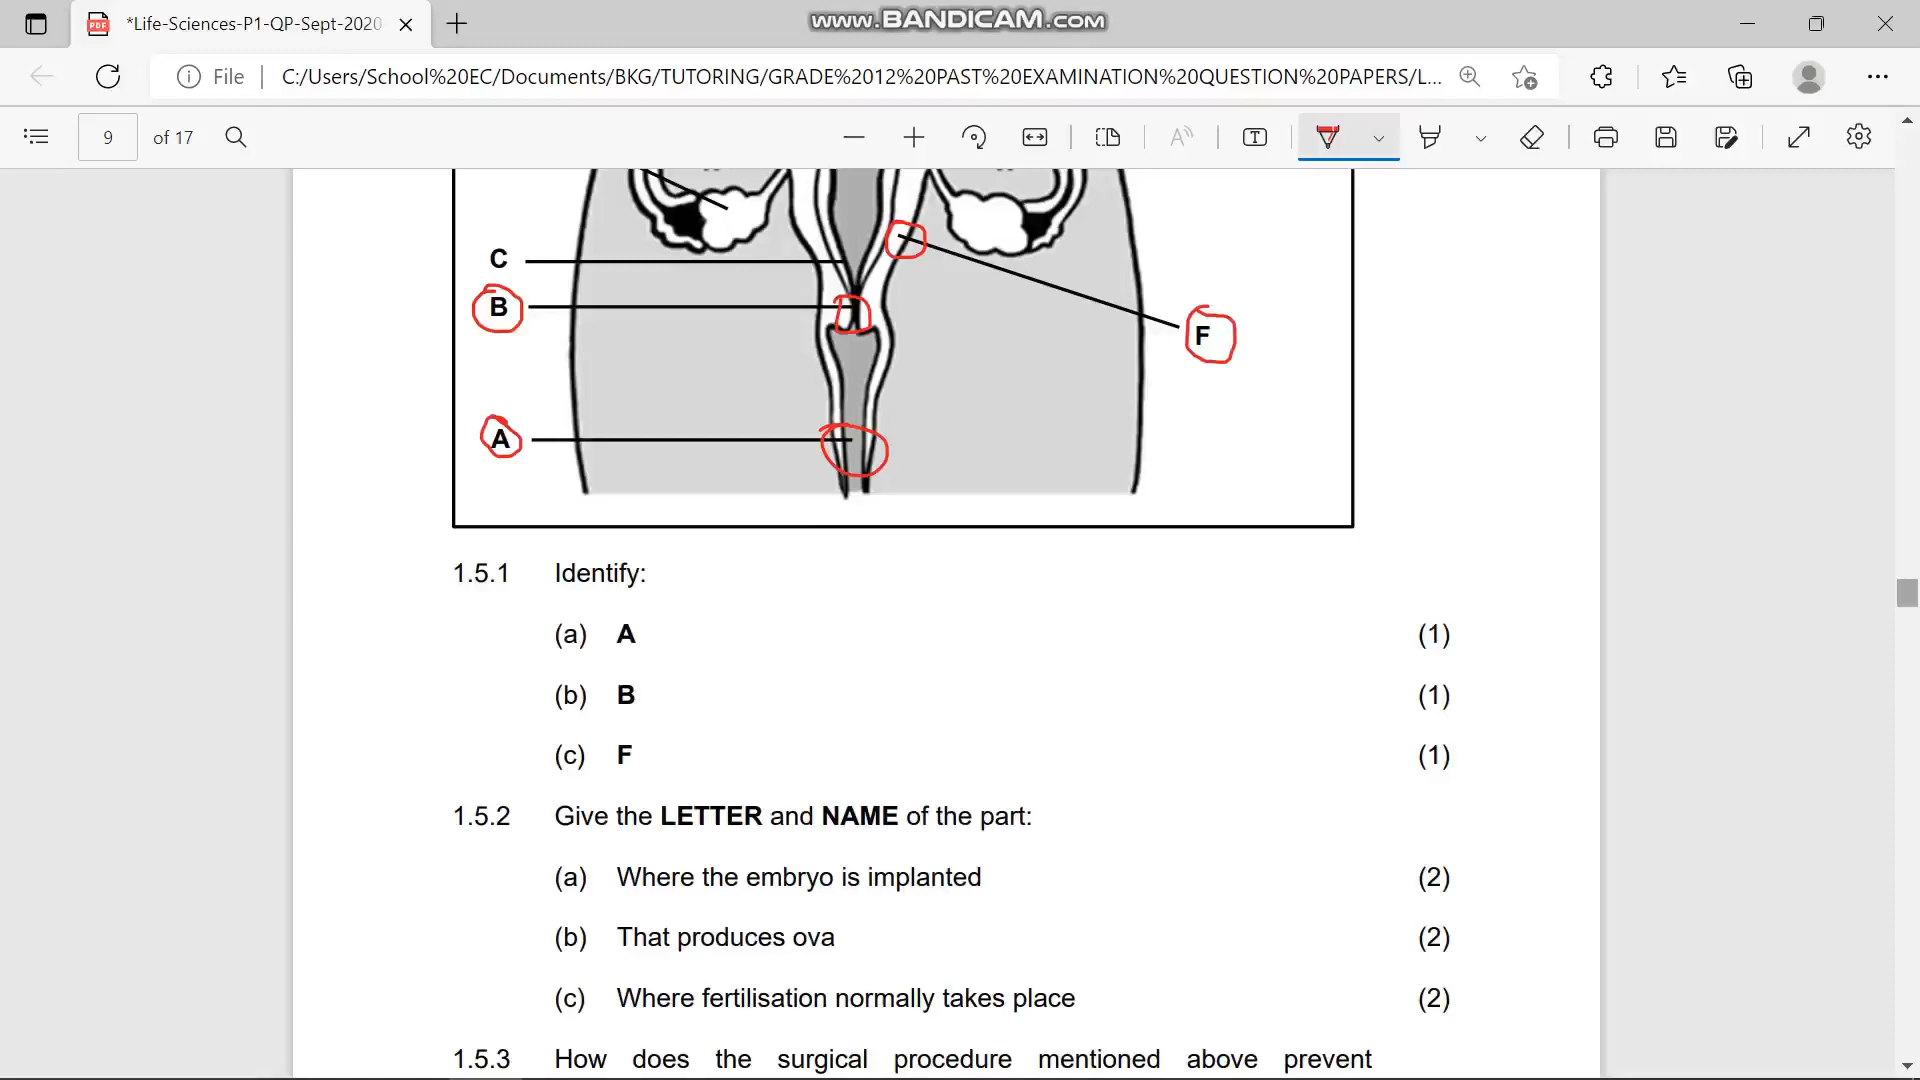 *Life-Sciences-P1-QP-Sept-2020
www.BANDICAM.com
File
C:/Users/School%20EC/Documents/BKG/TUTORING/GRADE%2012%20PAST%20EXAMINATION%20QUESTION%20PAPERS/L...
9 of 17
C
B
F
A
1.5.1 Identify:
(a) A (1)
(b) B (1)
(c) F (1)
1.5.2 Give the LETTER and NAME of the part:
(a) Where the embryo is implanted (2)
(b) That produces ova (2)
(c) Where fertilisation normally takes place (2)
1.5.3 How does the surgical procedure mentioned above prevent